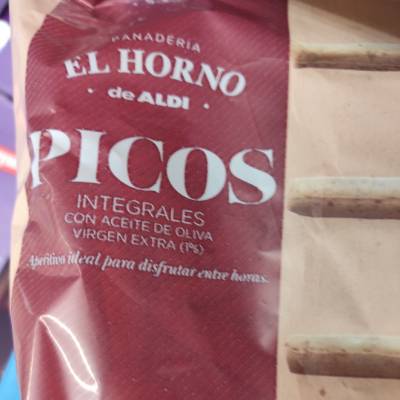 PANADERÍA
EL HORNO
· de ALDI ·
PICOS
INTEGRALES
CON ACEITE DE OLIVA
VIRGEN EXTRA (1%)
Aperitivo ideal para disfrutar entre horas.